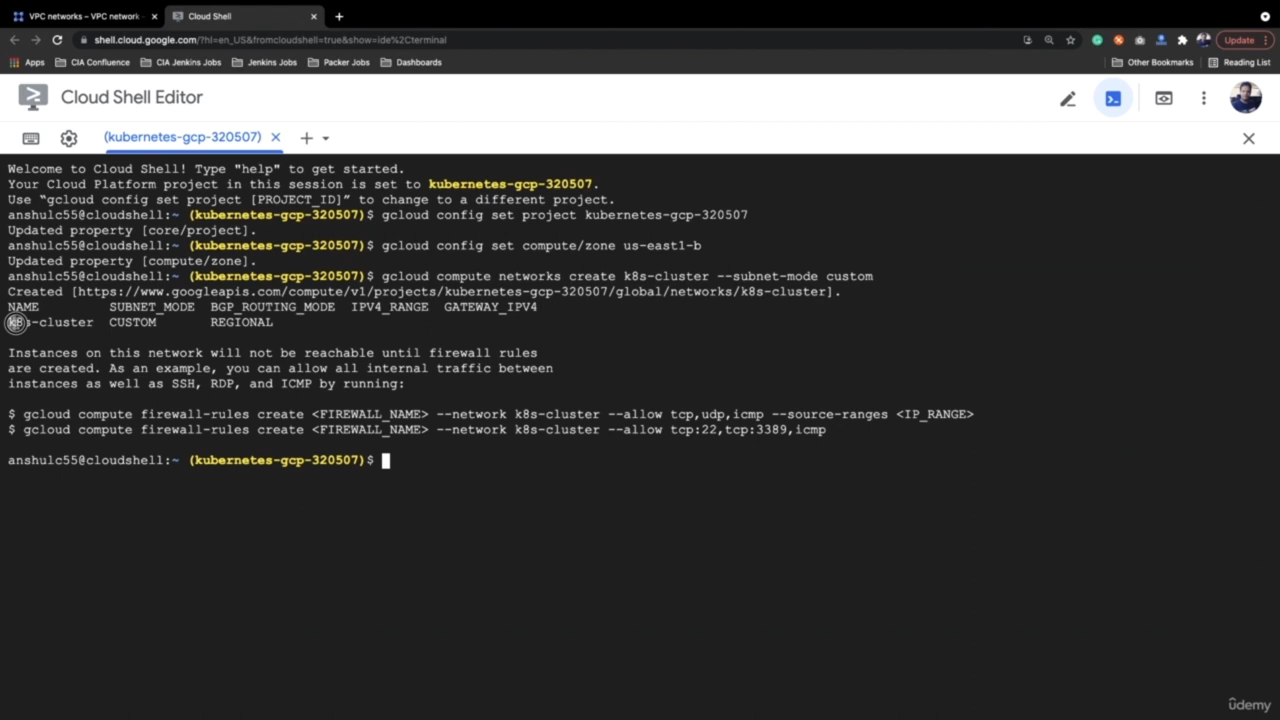 VPC networks – VPC network
Cloud Shell
shell.cloud.google.com/?hl=en_US&fromcloudshell=true&show=ide%2Cterminal
Update
Apps CIA Confluence CIA Jenkins Jobs Jenkins Jobs Packer Jobs Dashboards Other Bookmarks Reading List
Cloud Shell Editor
(kubernetes-gcp-320507)
Welcome to Cloud Shell! Type "help" to get started.
Your Cloud Platform project in this session is set to kubernetes-gcp-320507.
Use “gcloud config set project [PROJECT_ID]” to change to a different project.
anshulc55@cloudshell:~ (kubernetes-gcp-320507)$ gcloud config set project kubernetes-gcp-320507
Updated property [core/project].
anshulc55@cloudshell:~ (kubernetes-gcp-320507)$ gcloud config set compute/zone us-east1-b
Updated property [compute/zone].
anshulc55@cloudshell:~ (kubernetes-gcp-320507)$ gcloud compute networks create k8s-cluster --subnet-mode custom
Created [https://www.googleapis.com/compute/v1/projects/kubernetes-gcp-320507/global/networks/k8s-cluster].
NAME SUBNET_MODE BGP_ROUTING_MODE IPV4_RANGE GATEWAY_IPV4
k8s-cluster CUSTOM REGIONAL
Instances on this network will not be reachable until firewall rules
are created. As an example, you can allow all internal traffic between
instances as well as SSH, RDP, and ICMP by running:
$ gcloud compute firewall-rules create <FIREWALL_NAME> --network k8s-cluster --allow tcp,udp,icmp --source-ranges <IP_RANGE>
$ gcloud compute firewall-rules create <FIREWALL_NAME> --network k8s-cluster --allow tcp:22,tcp:3389,icmp
anshulc55@cloudshell:~ (kubernetes-gcp-320507)$
ûdemy